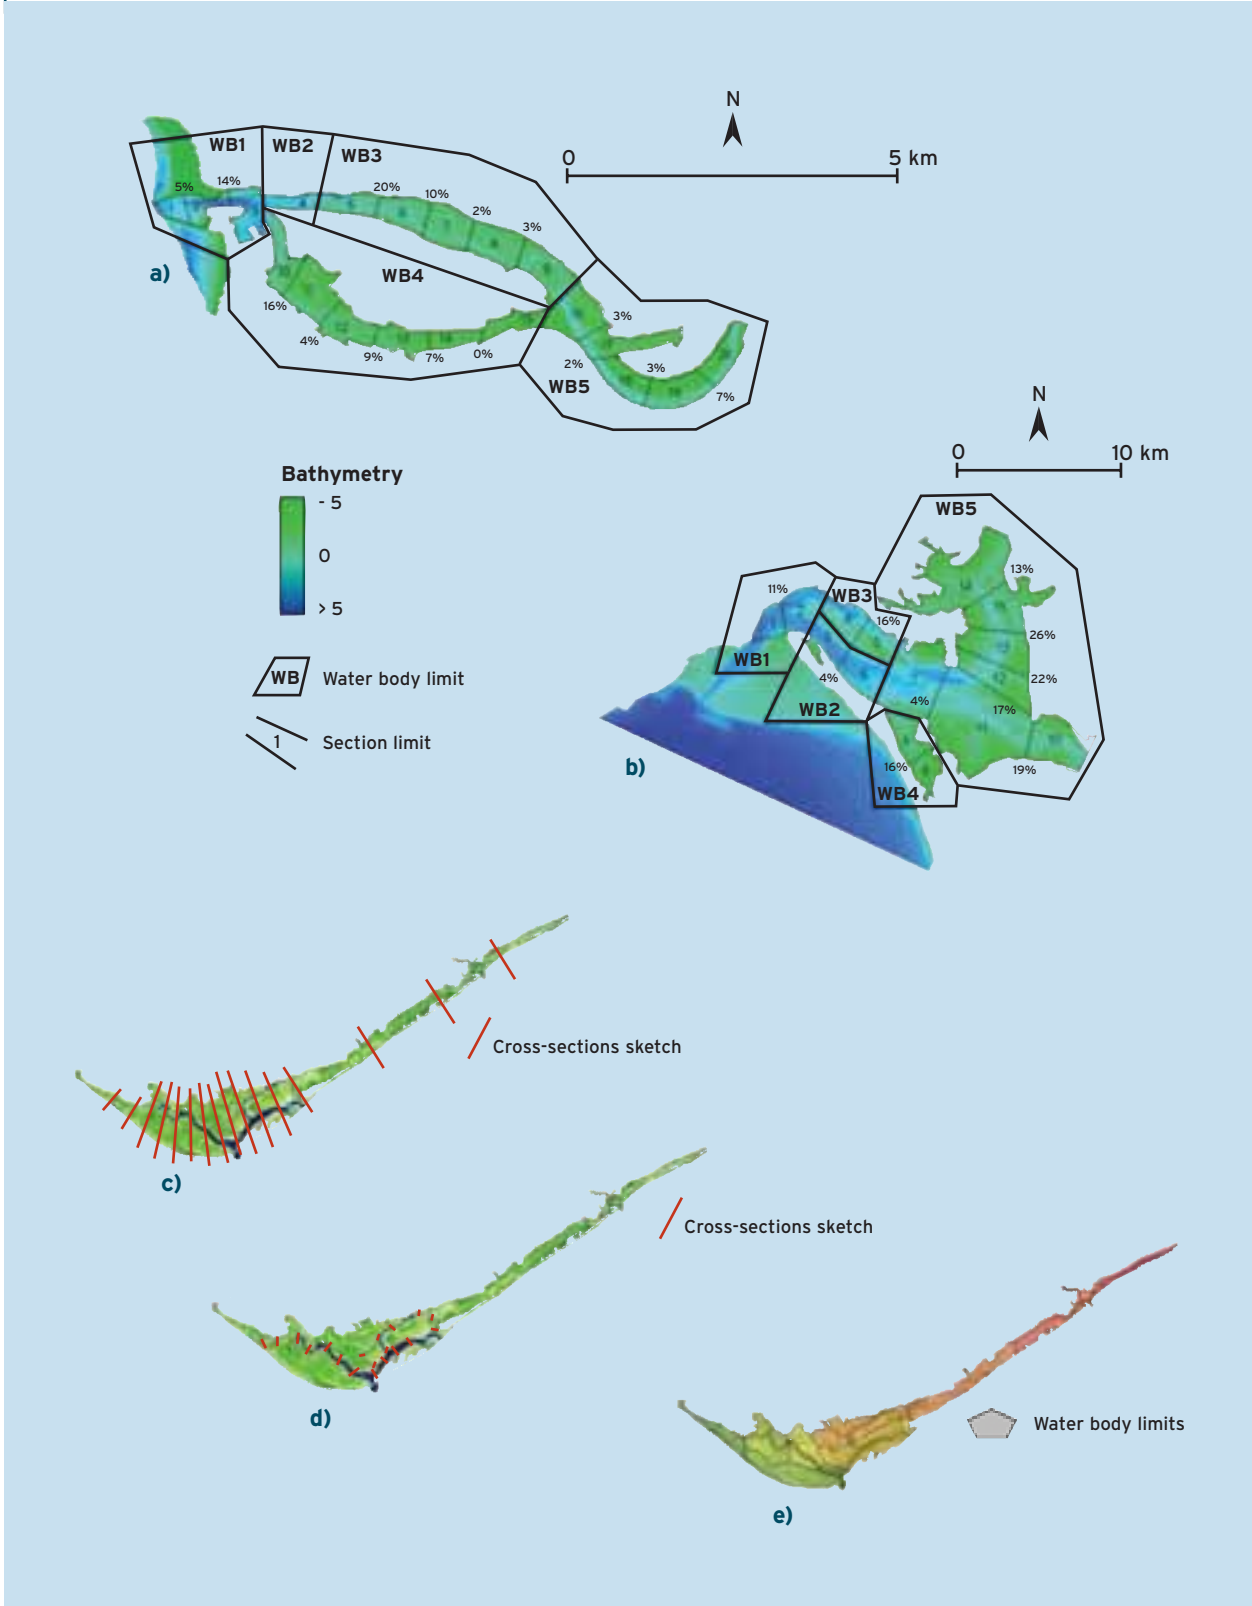 N
0 5 km
WB1
WB2
WB3
5%
14%
20%
10%
2%
3%
a)
WB4
16%
4%
9%
7%
0%
3%
2%
3%
7%
WB5
N
0 10 km
Bathymetry
- 5
0
> 5
WB
Water body limit
1
Section limit
WB5
13%
11%
WB3
16%
26%
WB1
4%
22%
WB2
4%
17%
b)
16%
19%
WB4
Cross-sections sketch
c)
Cross-sections sketch
d)
Water body limits
e)